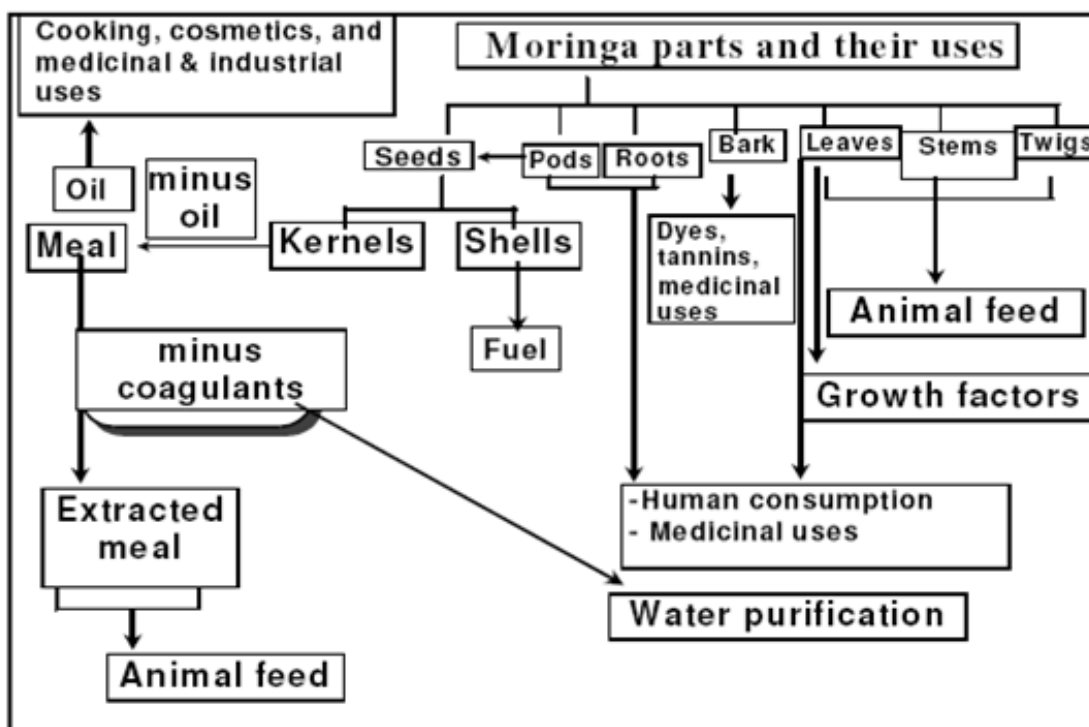 Cooking, cosmetics, and
medicinal & industrial
uses
Moringa parts and their uses
Seeds
Pods
Roots
Bark
Leaves
Stems
Twigs
Oil
minus
oil
Meal
Kernels
Shells
Dyes,
tannins,
medicinal
uses
Animal feed
Fuel
minus
coagulants
Growth factors
Extracted
meal
-Human consumption
- Medicinal uses
Water purification
Animal feed